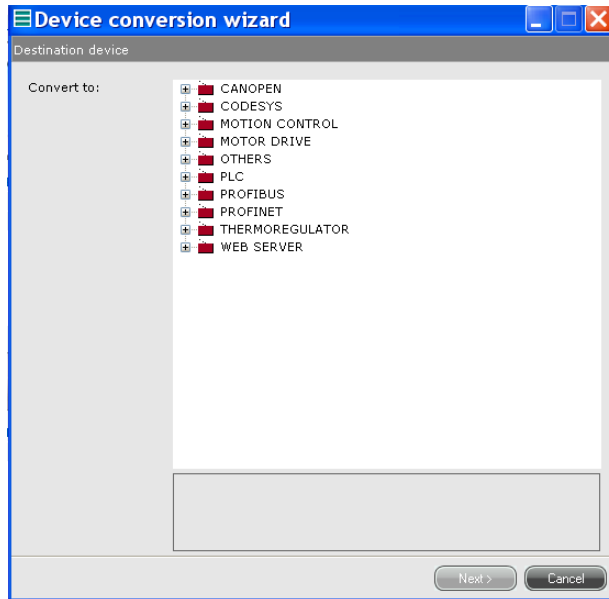 Device conversion wizard
Destination device
Convert to:
CANOPEN
CODESYS
MOTION CONTROL
MOTOR DRIVE
OTHERS
PLC
PROFIBUS
PROFINET
THERMOREGULATOR
WEB SERVER
Next >
Cancel